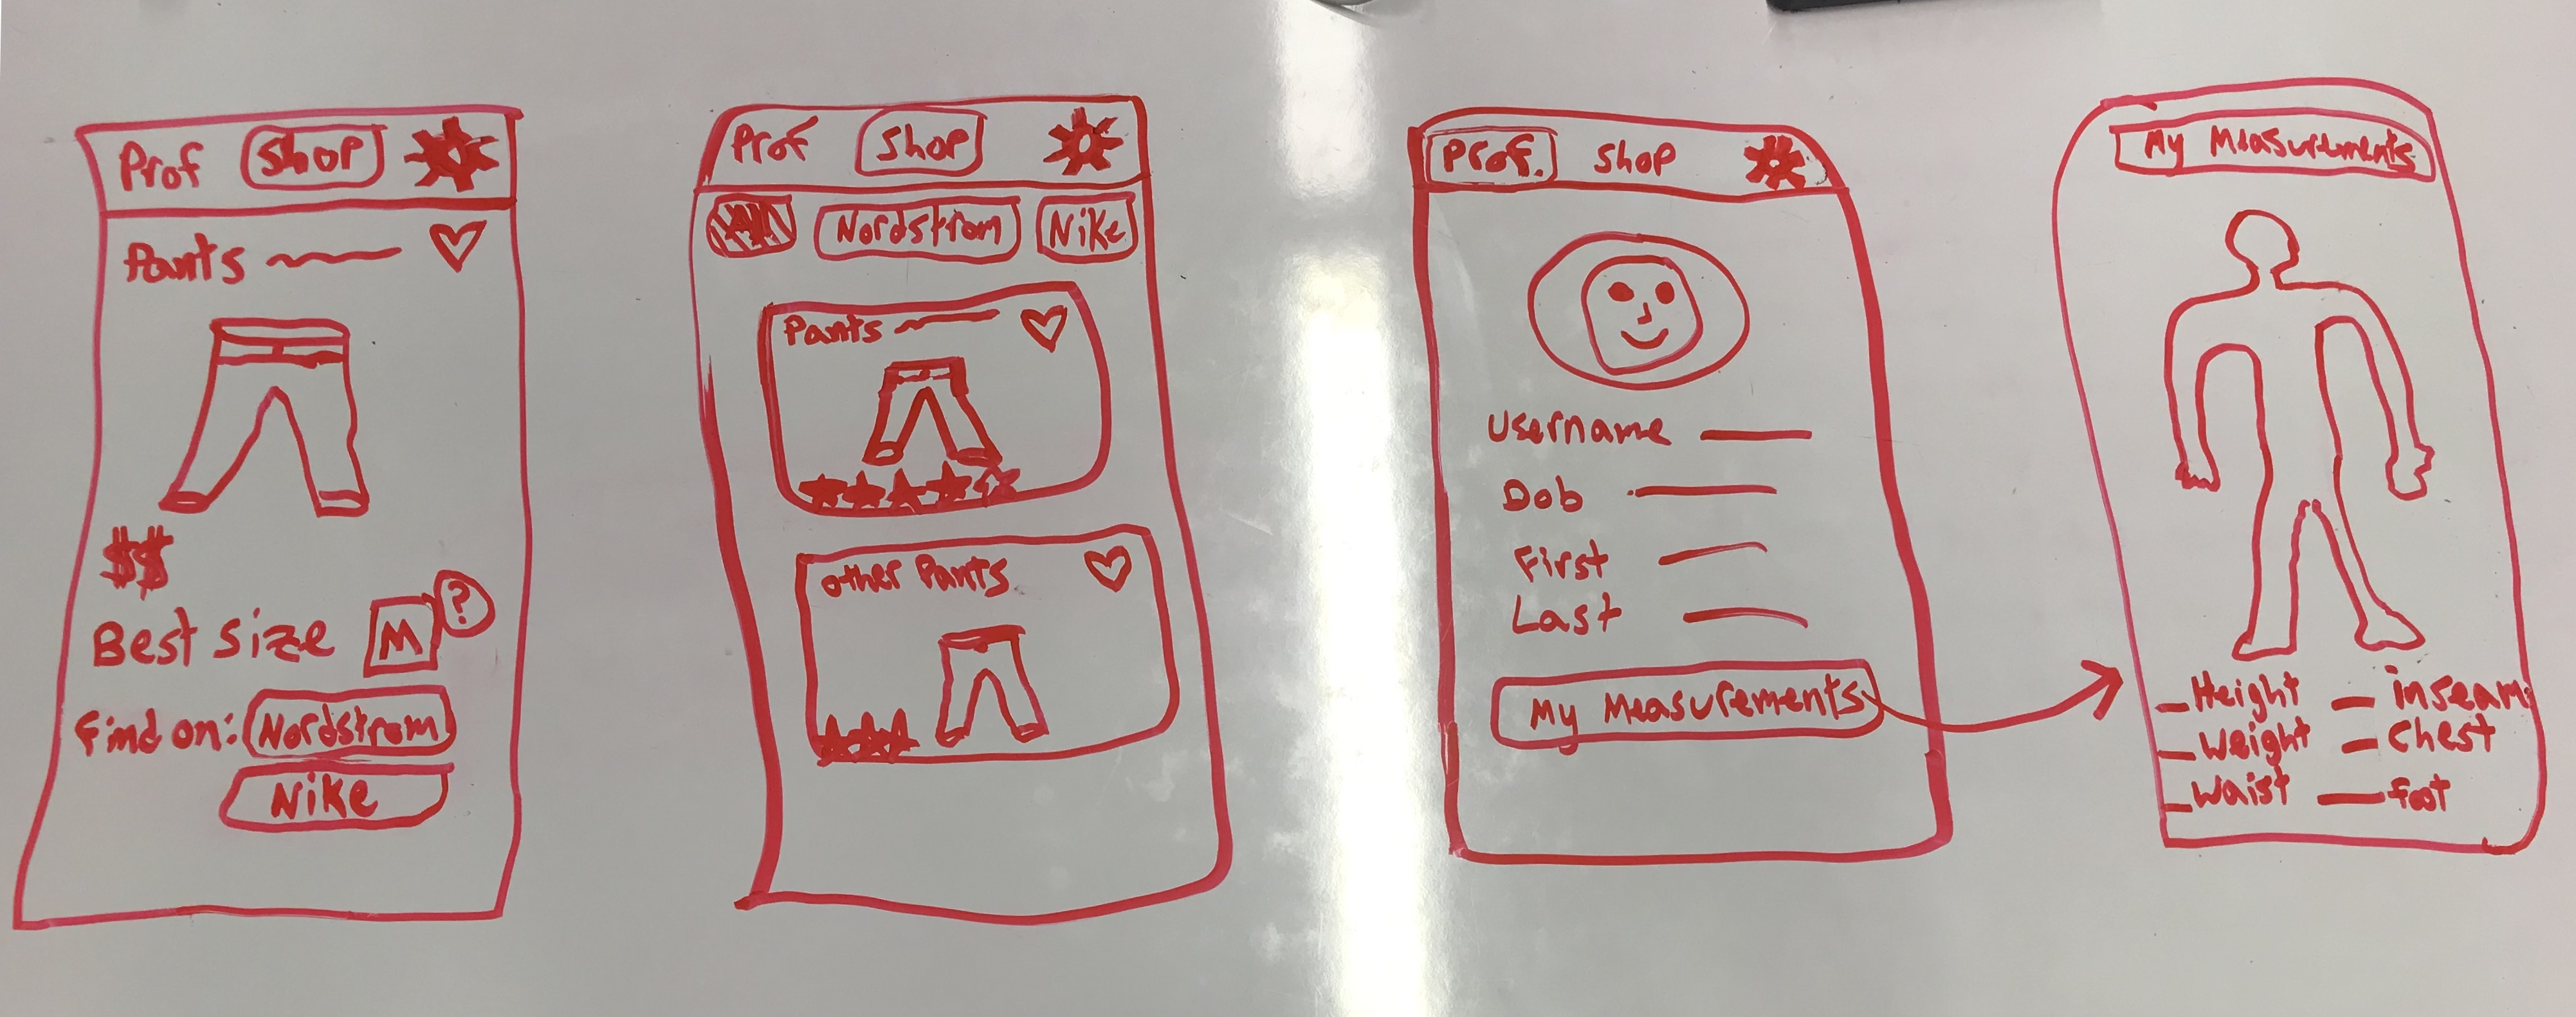 Prof Shop
Pants
$$
Best Size M ?
Find on: Nordstrom
Nike
Prof Shop
All Nordstrom Nike
Pants
Other Pants
Prof. Shop
Username
Dob
First
Last
My Measurements
My Measurements
Height inseam
Weight Chest
Waist foot